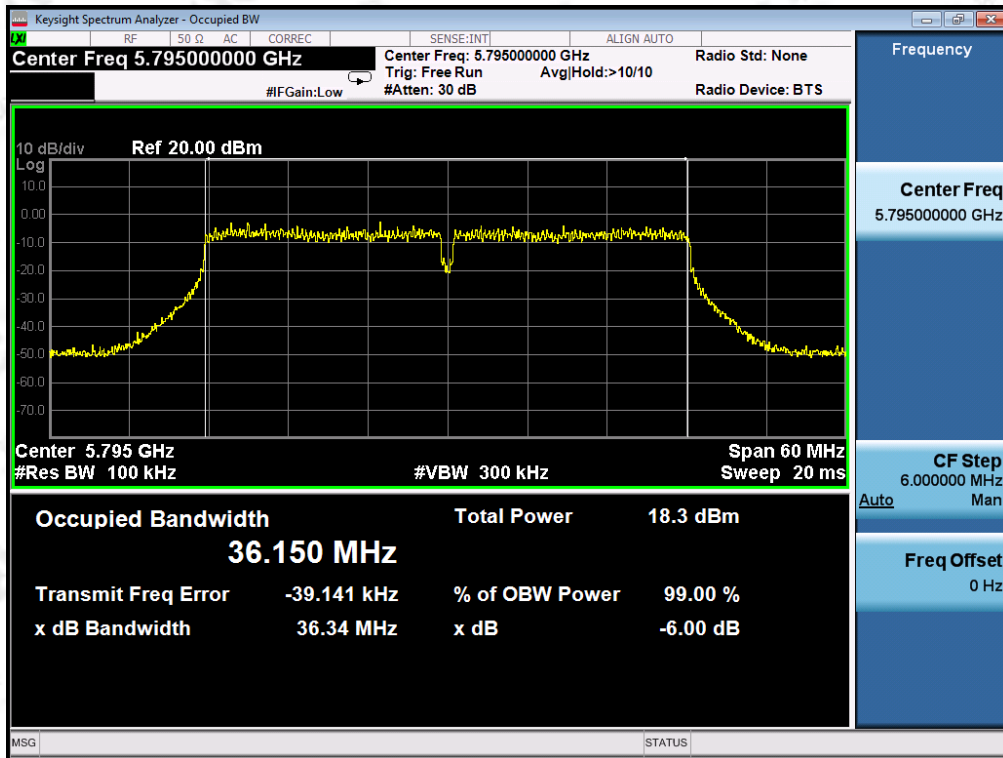 Keysight Spectrum Analyzer - Occupied BW
LXI RF 50 Ω AC CORREC SENSE:INT ALIGN AUTO
Center Freq 5.795000000 GHz
Center Freq: 5.795000000 GHz Radio Std: None
Trig: Free Run Avg|Hold:>10/10
#IFGain:Low #Atten: 30 dB Radio Device: BTS
10 dB/div Ref 20.00 dBm
Log
10.0
0.00
-10.0
-20.0
-30.0
-40.0
-50.0
-60.0
-70.0
Center 5.795 GHz Span 60 MHz
#Res BW 100 kHz #VBW 300 kHz Sweep 20 ms
Occupied Bandwidth Total Power 18.3 dBm
36.150 MHz
Transmit Freq Error -39.141 kHz % of OBW Power 99.00 %
x dB Bandwidth 36.34 MHz x dB -6.00 dB
MSG STATUS
Frequency
Center Freq
5.795000000 GHz
CF Step
6.000000 MHz
Auto Man
Freq Offset
0 Hz